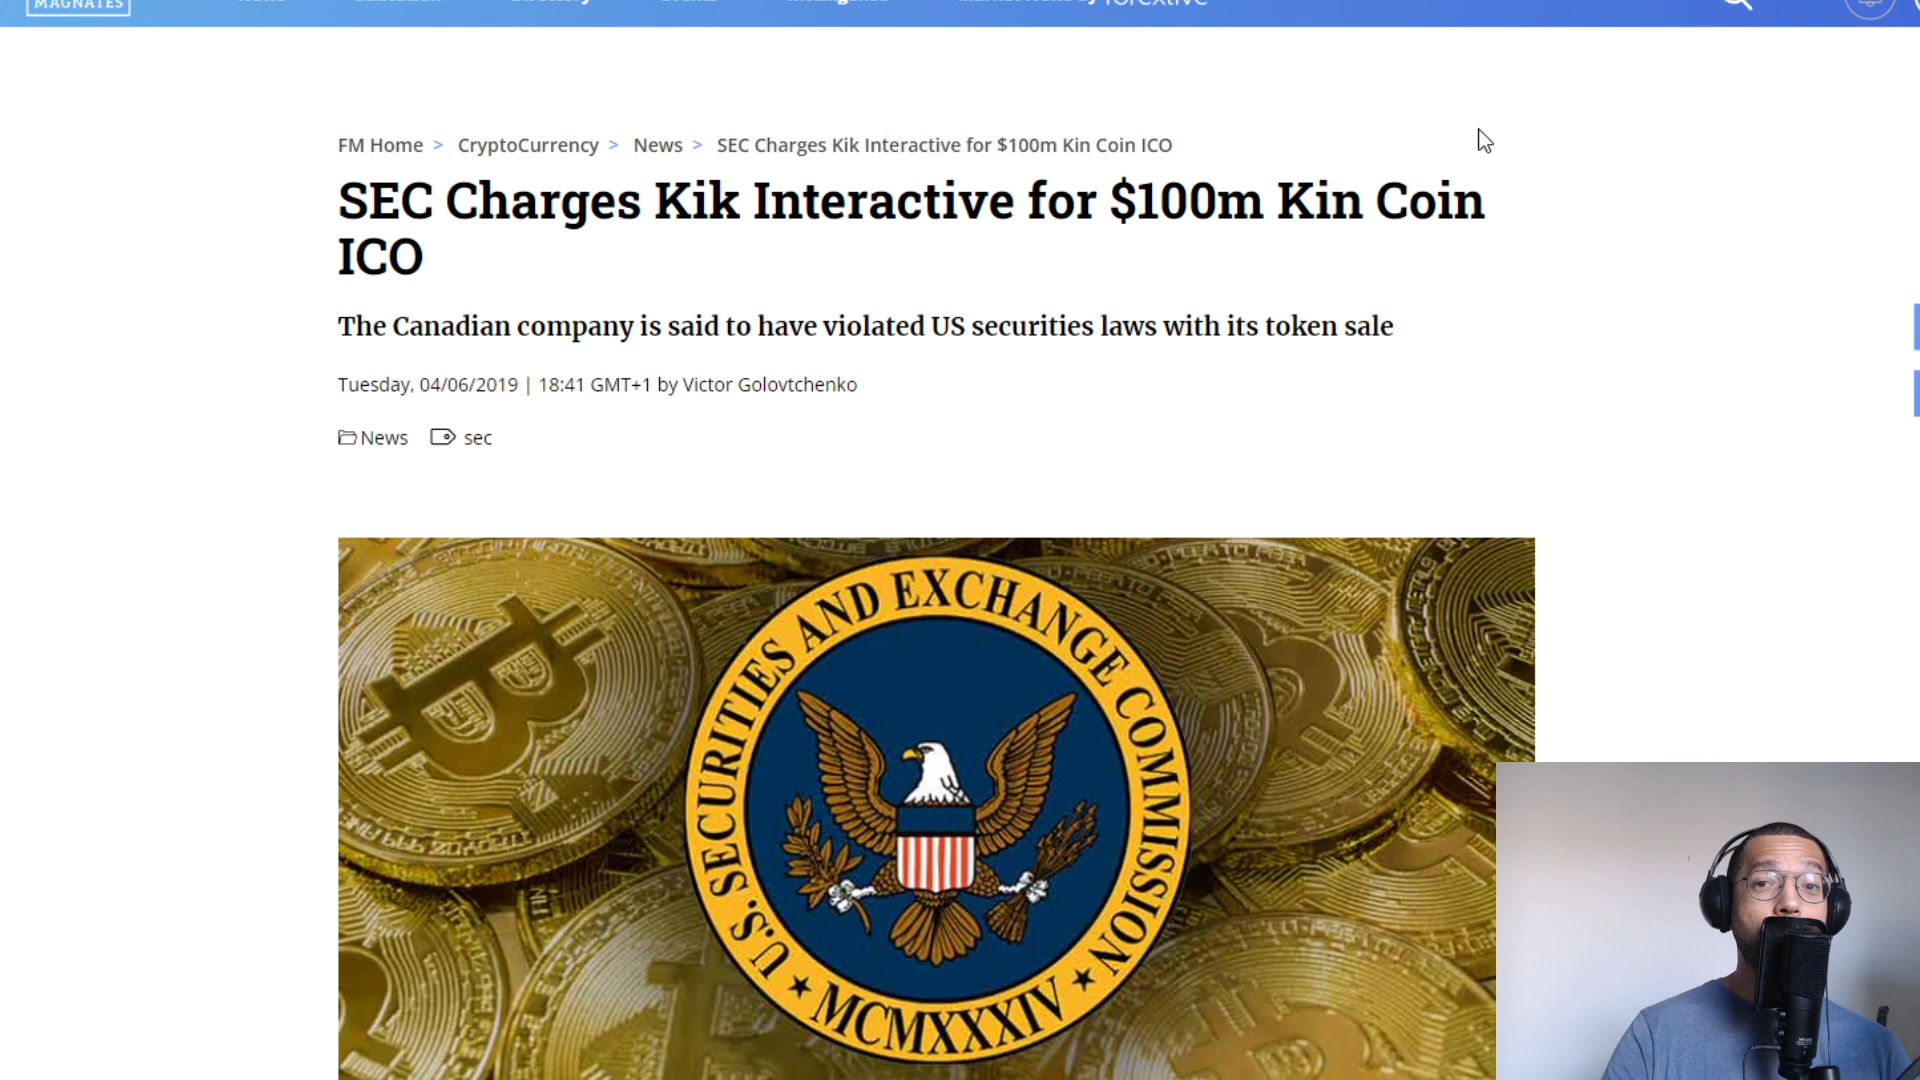 MAGNATES
forexlive
FM Home > CryptoCurrency > News > SEC Charges Kik Interactive for $100m Kin Coin ICO
SEC Charges Kik Interactive for $100m Kin Coin
ICO
The Canadian company is said to have violated US securities laws with its token sale
Tuesday, 04/06/2019 | 18:41 GMT+1 by Victor Golovtchenko
News sec
U.S. SECURITIES AND EXCHANGE COMMISSION
★ MCMXXXIV ★